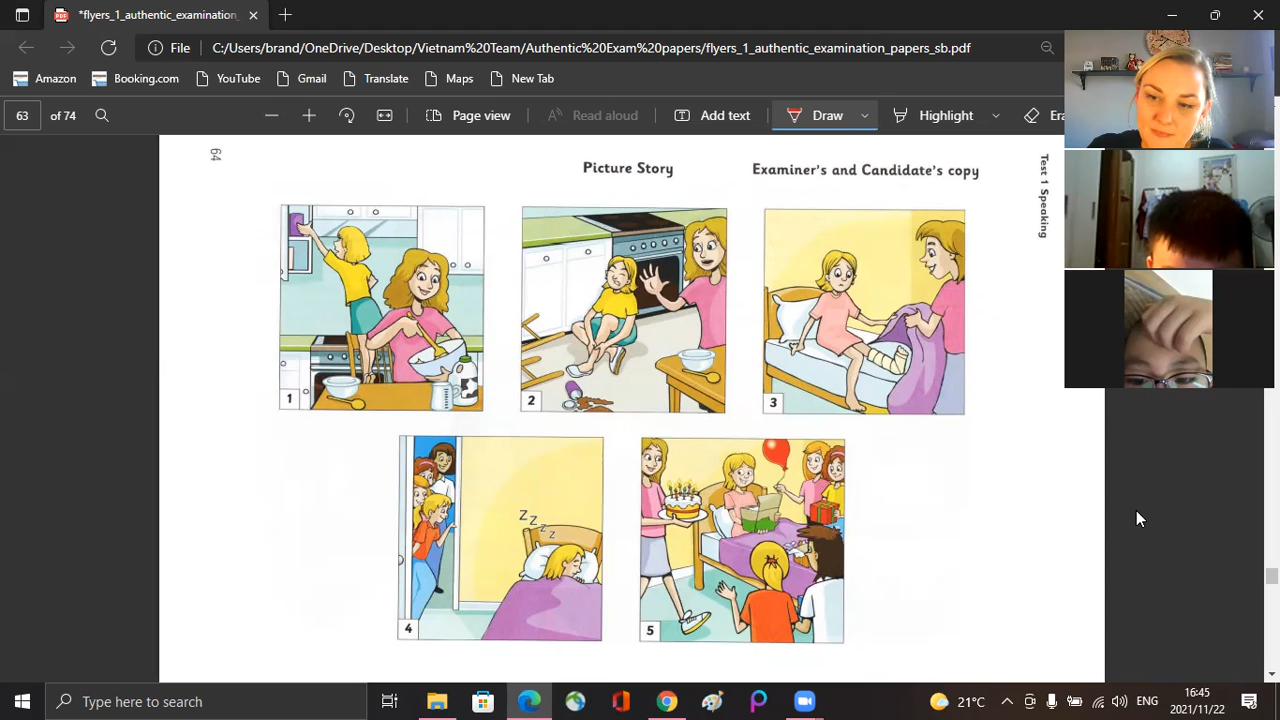 *flyers_1_authentic_examination_
File
C:/Users/brand/OneDrive/Desktop/Vietnam%20Team/Authentic%20Exam%20papers/flyers_1_authentic_examination_papers_sb.pdf
Amazon
Booking.com
YouTube
Gmail
Translate
Maps
New Tab
63 of 74
Page view
Read aloud
Add text
Draw
Highlight
Era
64
Picture Story
Examiner's and Candidate's copy
Test 1 Speaking
1
2
3
Z Z Z Z
4
5
Type here to search
21°C
ENG
16:45
2021/11/22